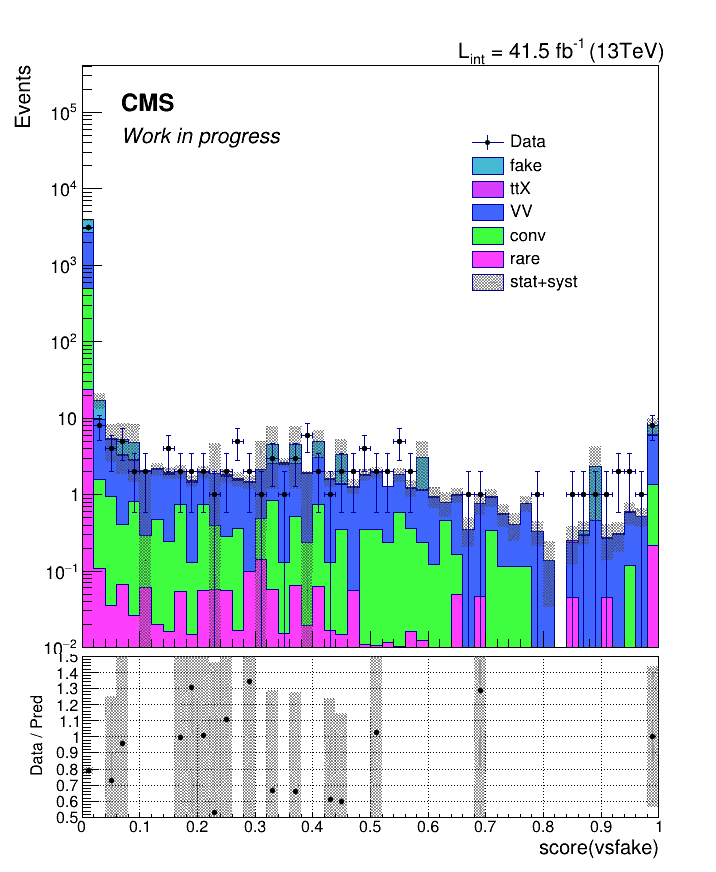 L_int = 41.5 fb^-1 (13TeV)
Events
CMS
Work in progress
Data
fake
ttX
VV
conv
rare
stat+syst
10^5
10^4
10^3
10^2
10
1
10^-1
10^-2
Data / Pred
1.5
1.4
1.3
1.2
1.1
1
0.9
0.8
0.7
0.6
0.5
0 0.1 0.2 0.3 0.4 0.5 0.6 0.7 0.8 0.9 1
score(vsfake)